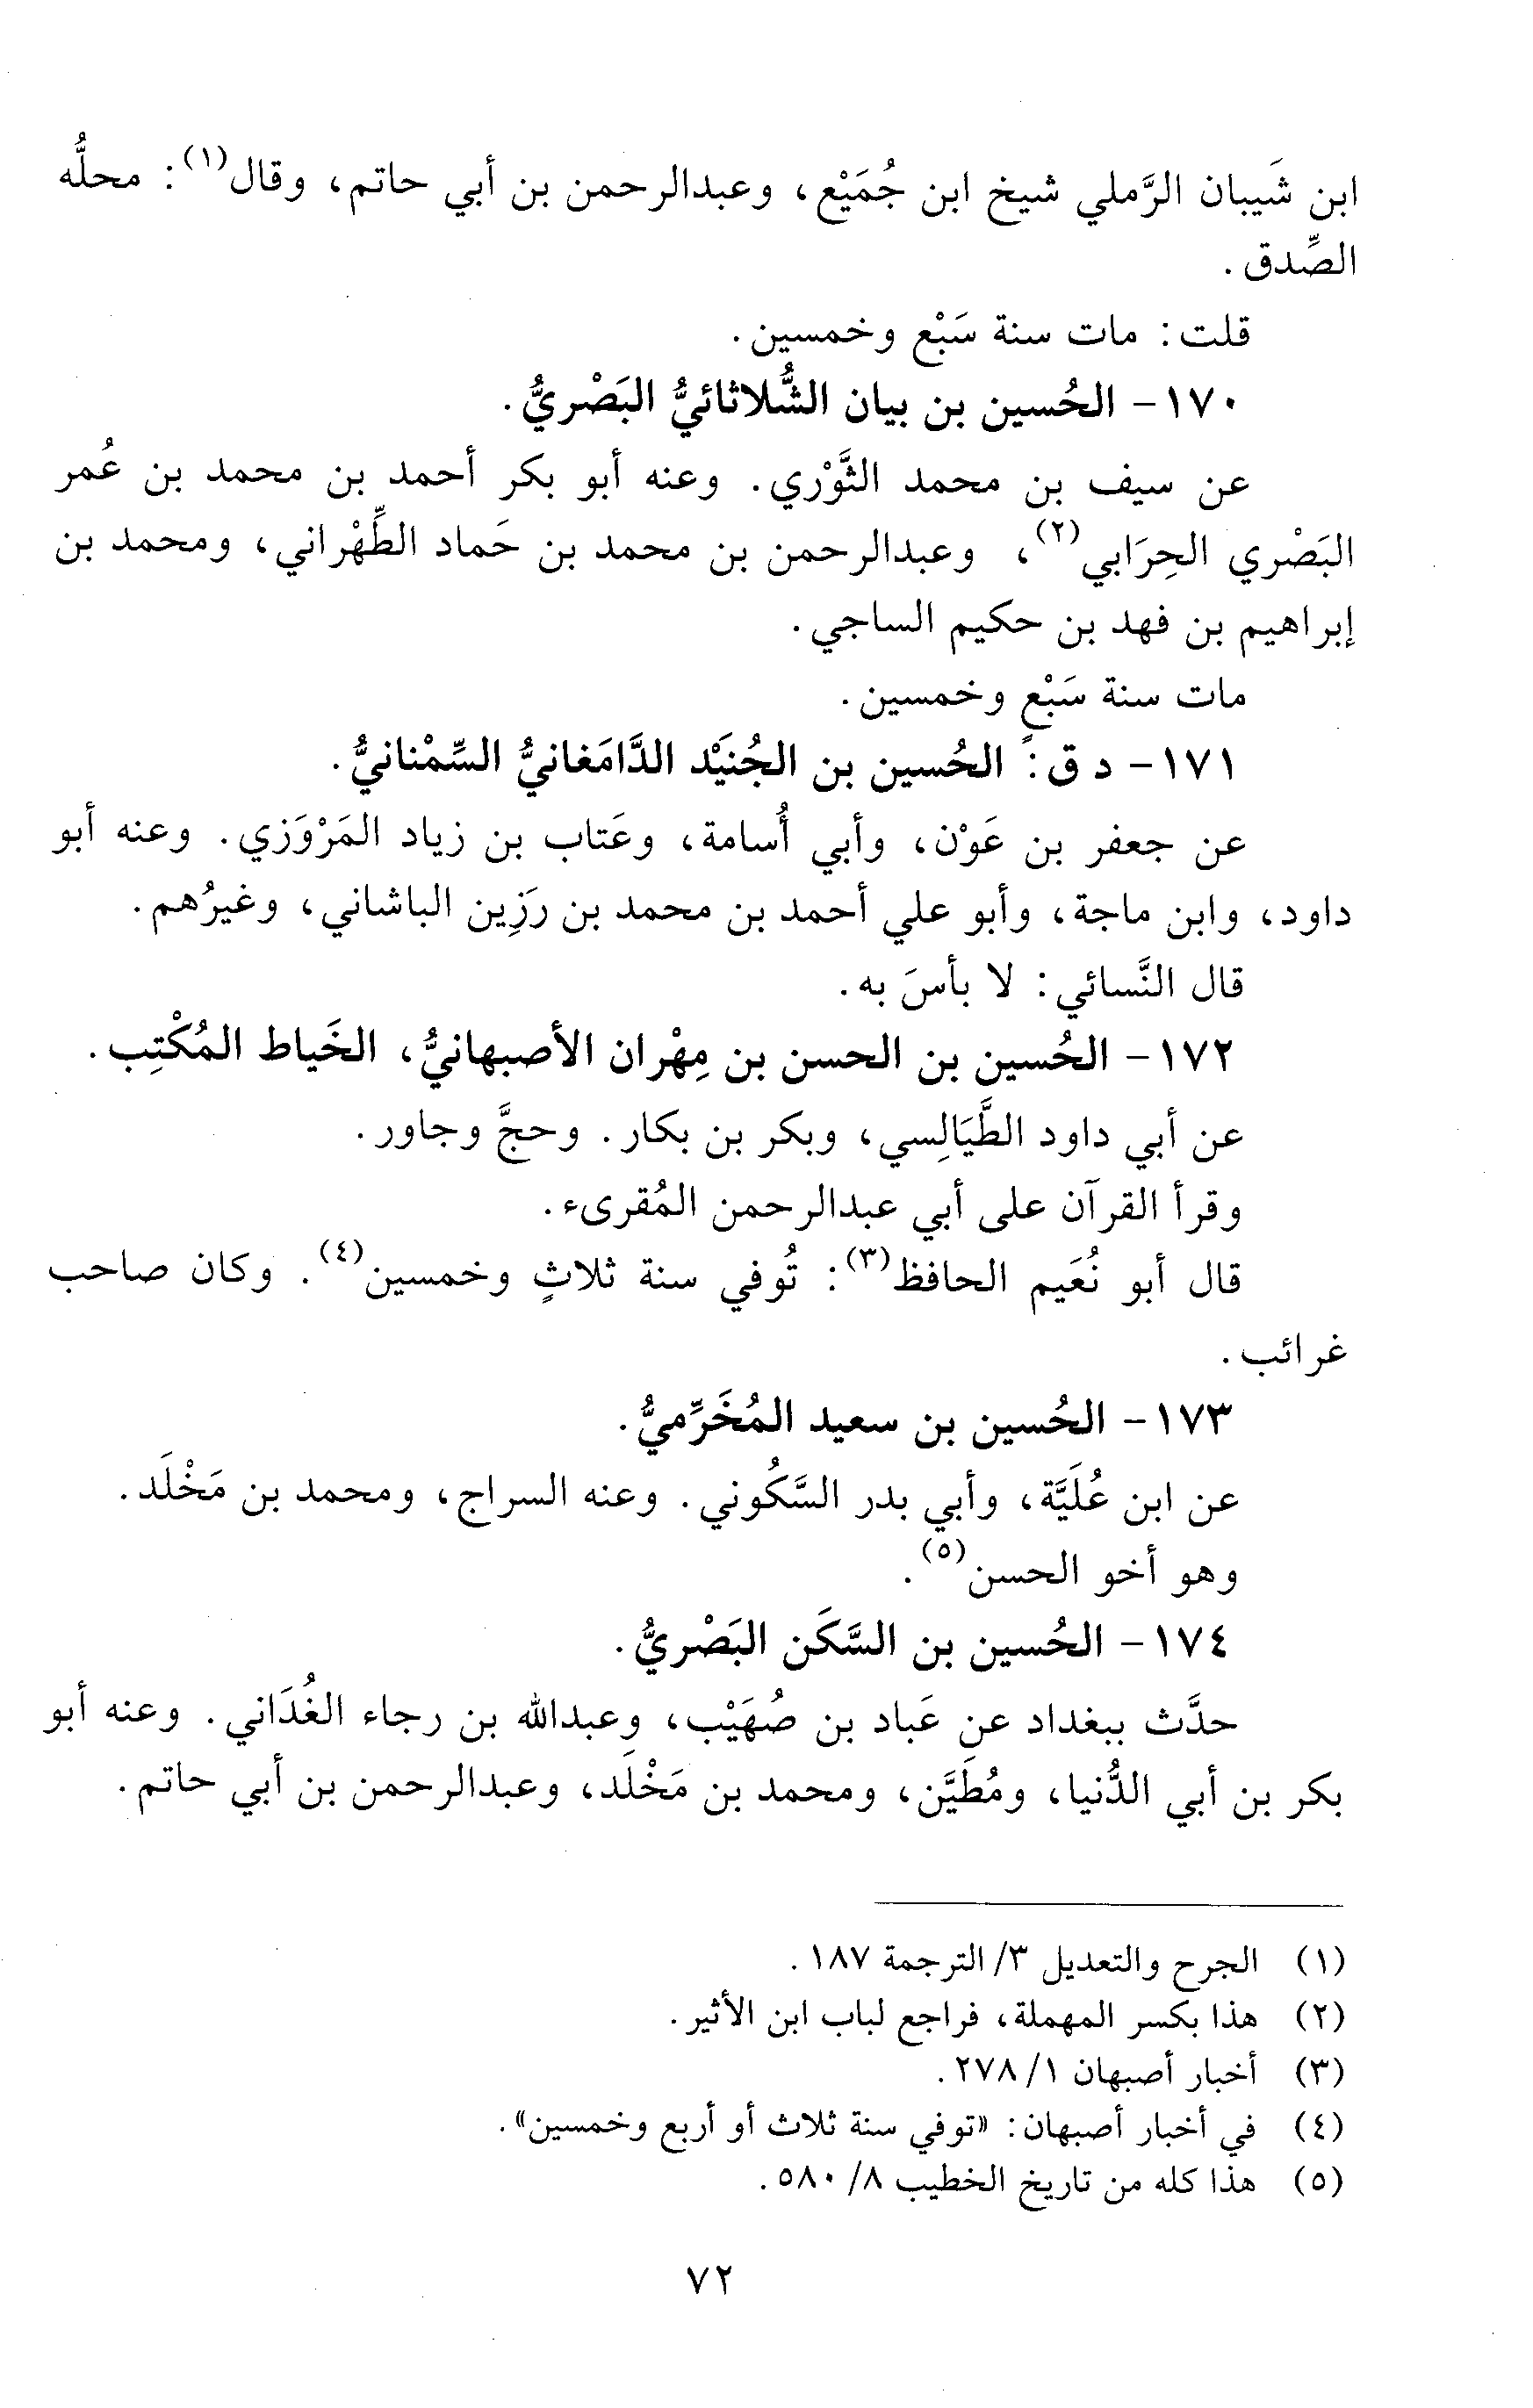 ابن شَيبان الرَّملي شيخ ابن جُمَيْع، وعبدالرحمن بن أبي حاتم، وقال(١): محلُّه
الصِّدق.
قلت: مات سنة سَبْع وخمسين.
١٧٠- الحُسين بن بيان الشُّلاثائيُّ البَصْريُّ.
عن سيف بن محمد الثَّوْري. وعنه أبو بكر أحمد بن محمد بن عُمر
البَصْري الحِرَابي(٢)، وعبدالرحمن بن محمد بن حَماد الطِّهْراني، ومحمد بن
إبراهيم بن فهد بن حكيم الساجي.
مات سنة سَبْعٍ وخمسين.
١٧١- د ق: الحُسين بن الجُنَيْد الدَّامَغانيُّ السِّمْنانيُّ.
عن جعفر بن عَوْن، وأبي أُسامة، وعَتاب بن زياد المَرْوَزي. وعنه أبو
داود، وابن ماجة، وأبو علي أحمد بن محمد بن رَزِين الباشاني، وغيرُهم.
قال النَّسائي: لا بأسَ به.
١٧٢- الحُسين بن الحسن بن مِهْران الأصبهانيُّ، الخَياط المُكْتِب.
عن أبي داود الطَّيَالِسي، وبكر بن بكار. وحجَّ وجاور.
وقرأ القرآن على أبي عبدالرحمن المُقرىء.
قال أبو نُعَيم الحافظ(٣): تُوفي سنة ثلاثٍ وخمسين(٤). وكان صاحب
غرائب.
١٧٣- الحُسين بن سعيد المُخَرِّميُّ.
عن ابن عُلَيَّة، وأبي بدر السَّكُوني. وعنه السراج، ومحمد بن مَخْلَد.
وهو أخو الحسن(٥).
١٧٤- الحُسين بن السَّكَن البَصْريُّ.
حدَّث ببغداد عن عَباد بن صُهَيْب، وعبدالله بن رجاء الغُدَاني. وعنه أبو
بكر بن أبي الدُّنيا، ومُطَيَّن، ومحمد بن مَخْلَد، وعبدالرحمن بن أبي حاتم.
(١) الجرح والتعديل ٣/ الترجمة ١٨٧.
(٢) هذا بكسر المهملة، فراجع لباب ابن الأثير.
(٣) أخبار أصبهان ١/ ٢٧٨.
(٤) في أخبار أصبهان: «توفي سنة ثلاث أو أربع وخمسين».
(٥) هذا كله من تاريخ الخطيب ٨/ ٥٨٠.
٧٢